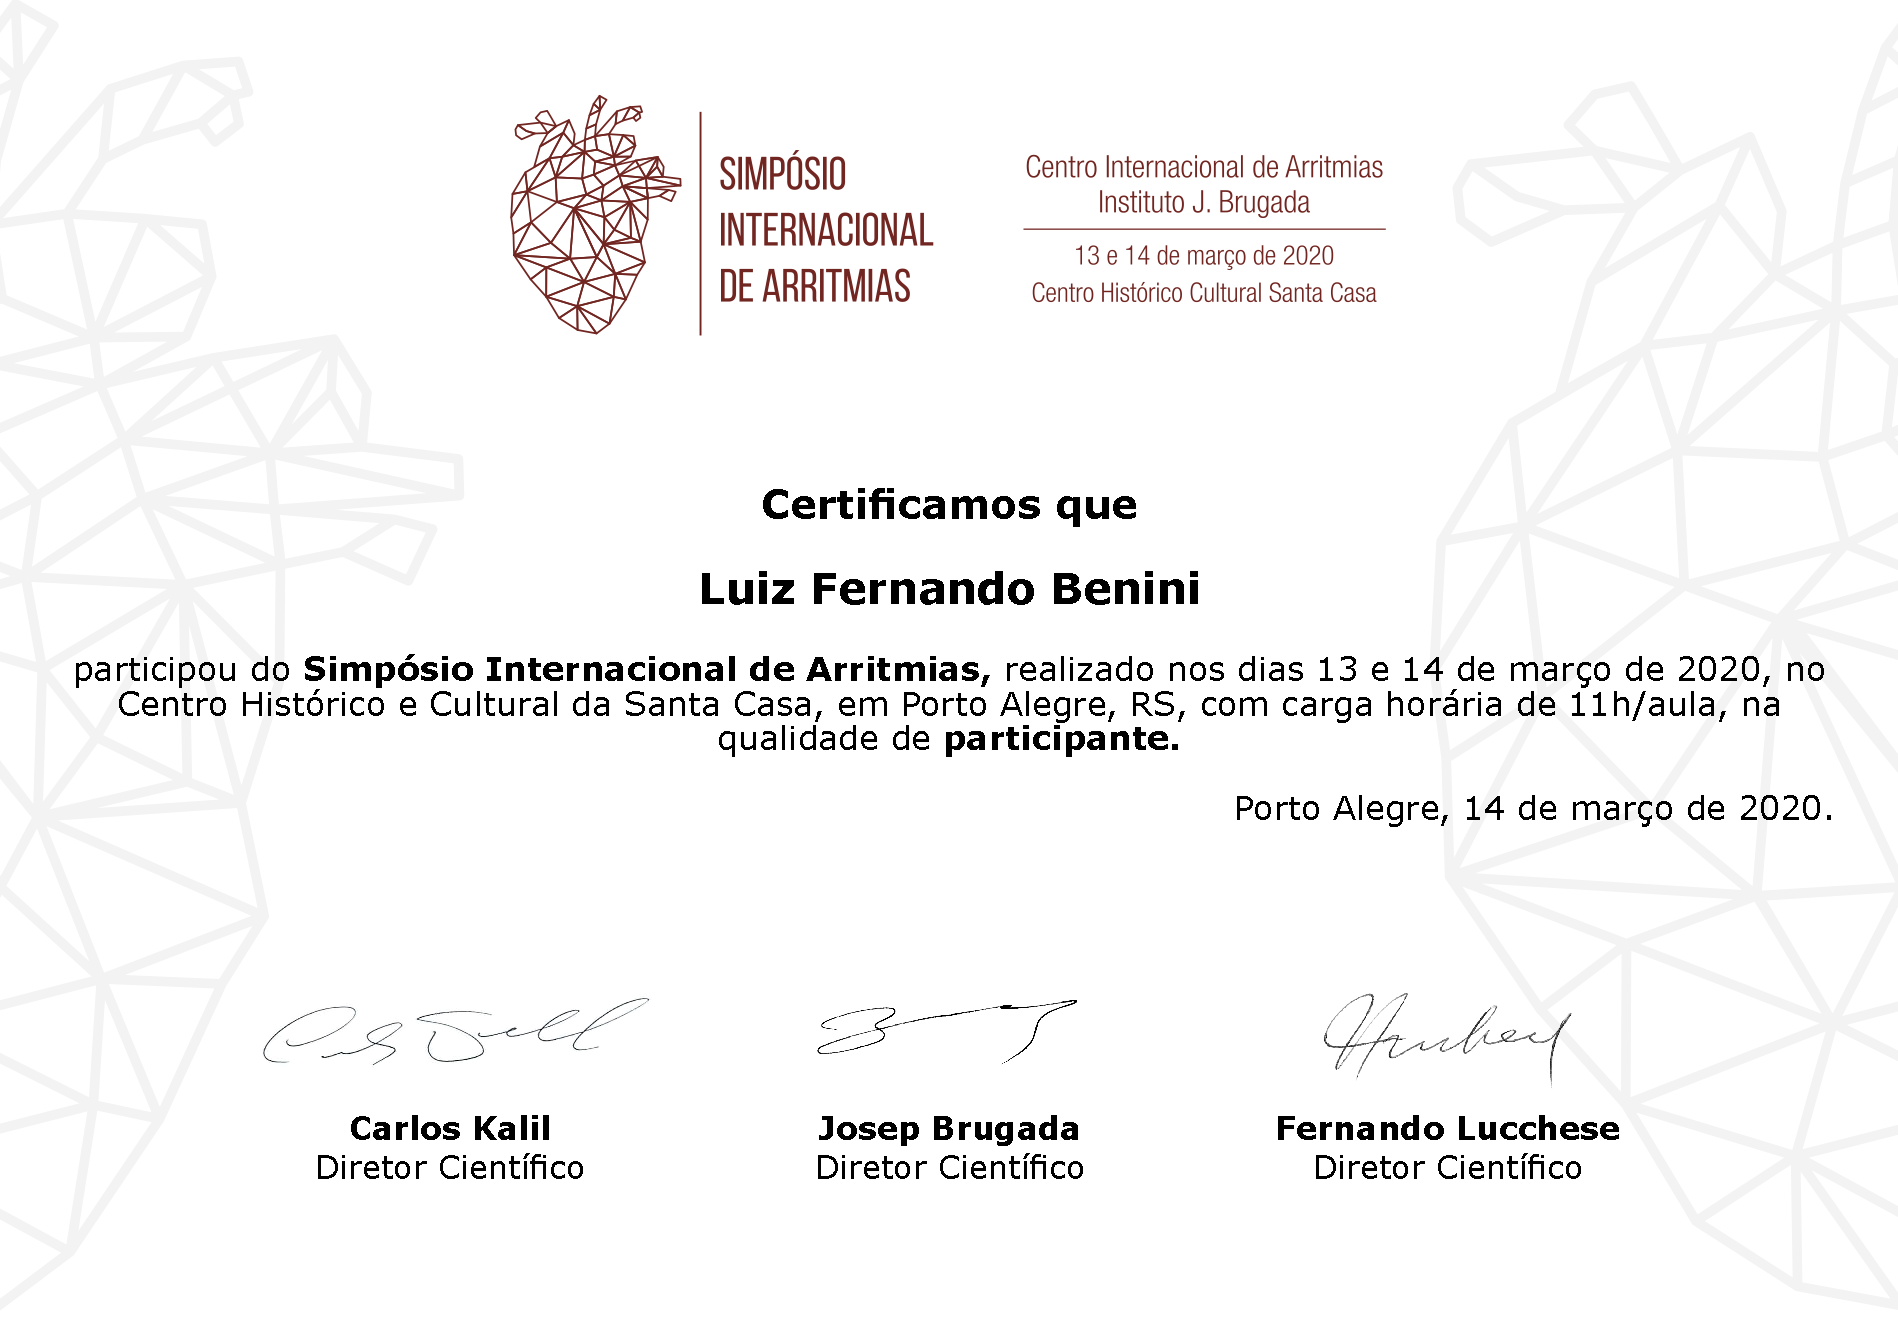 SIMPÓSIO
INTERNACIONAL
DE ARRITMIAS
Centro Internacional de Arritmias
Instituto J. Brugada
13 e 14 de março de 2020
Centro Histórico Cultural Santa Casa
Certificamos que
Luiz Fernando Benini
participou do Simpósio Internacional de Arritmias, realizado nos dias 13 e 14 de março de 2020, no
Centro Histórico e Cultural da Santa Casa, em Porto Alegre, RS, com carga horária de 11h/aula, na
qualidade de participante.
Porto Alegre, 14 de março de 2020.
Carlos Kalil
Diretor Científico
Josep Brugada
Diretor Científico
Fernando Lucchese
Diretor Científico